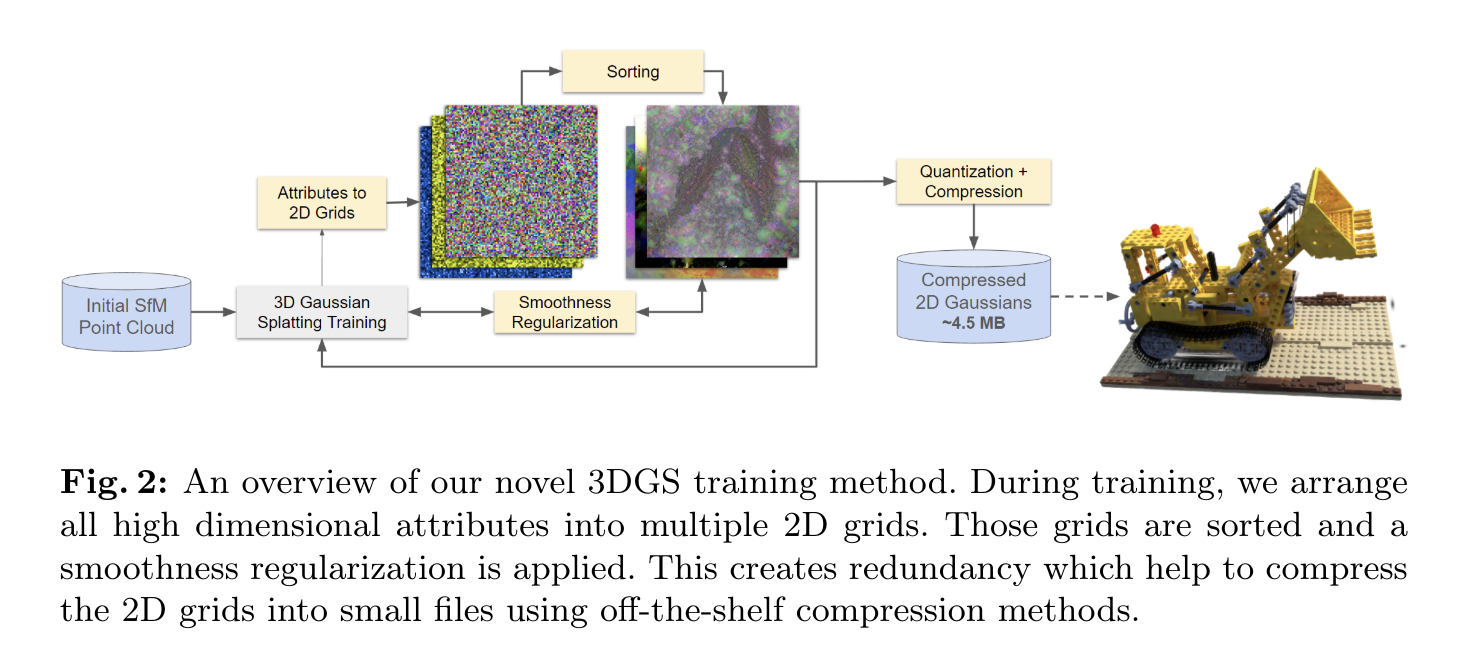 Sorting
Attributes to
2D Grids
Quantization +
Compression
Initial SfM
Point Cloud
3D Gaussian
Splatting Training
Smoothness
Regularization
Compressed
2D Gaussians
~4.5 MB
Fig. 2: An overview of our novel 3DGS training method. During training, we arrange
all high dimensional attributes into multiple 2D grids. Those grids are sorted and a
smoothness regularization is applied. This creates redundancy which help to compress
the 2D grids into small files using off-the-shelf compression methods.